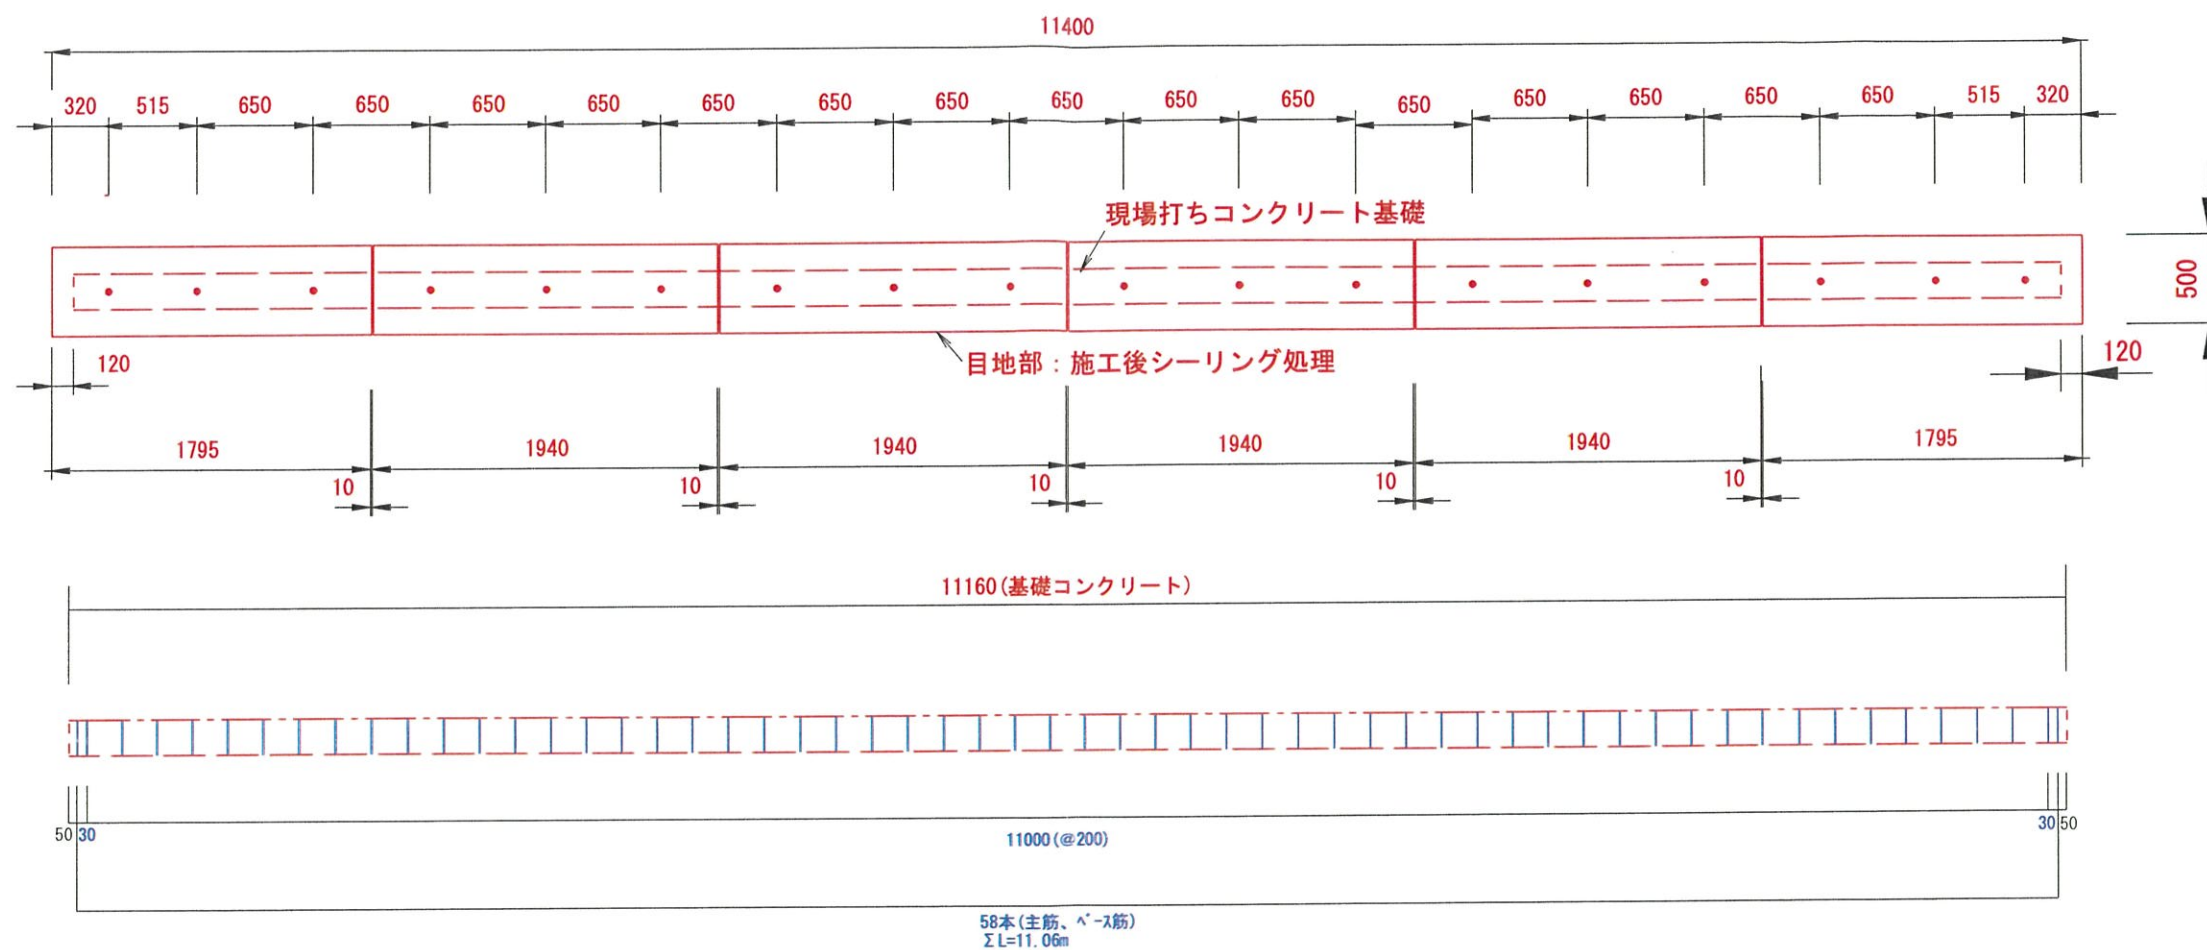 11400
320 515 650 650 650 650 650 650 650 650 650 650 650 650 650 650 650 515 320
現場打ちコンクリート基礎
500
120
目地部：施工後シーリング処理
120
1795 1940 1940 1940 1940 1795
10 10 10 10 10
11160(基礎コンクリート)
50 30 11000(@200) 30 50
58本(主筋、ベース筋)
ΣL=11.06m